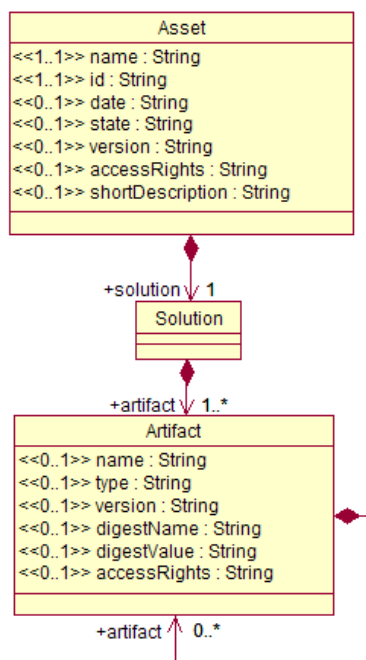 Asset
<<1..1>> name : String
<<1..1>> id : String
<<0..1>> date : String
<<0..1>> state : String
<<0..1>> version : String
<<0..1>> accessRights : String
<<0..1>> shortDescription : String
+solution 1
Solution
+artifact 1..*
Artifact
<<0..1>> name : String
<<0..1>> type : String
<<0..1>> version : String
<<0..1>> digestName : String
<<0..1>> digestValue : String
<<0..1>> accessRights : String
+artifact 0..*